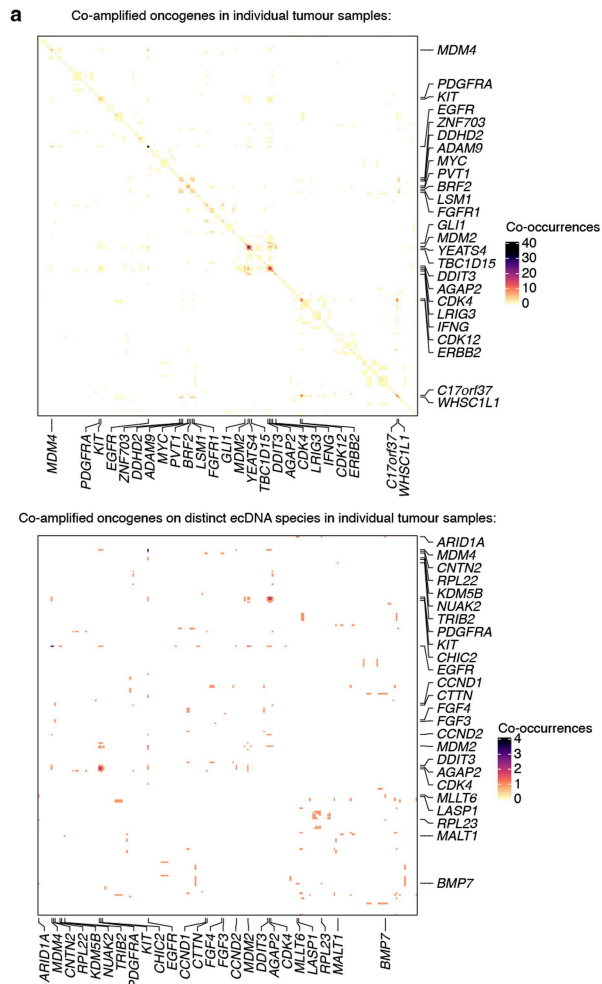 a
Co-amplified oncogenes in individual tumour samples:
MDM4
PDGFRA
KIT
EGFR
ZNF703
DDHD2
ADAM9
MYC
PVT1
BRF2
LSM1
FGFR1
GLI1
MDM2
YEATS4
TBC1D15
DDIT3
AGAP2
CDK4
LRIG3
IFNG
CDK12
ERBB2
C17orf37
WHSC1L1
Co-occurrences
40
30
20
10
0
MDM4
PDGFRA
KIT
EGFR
ZNF703
DDHD2
ADAM9
MYC
PVT1
BRF2
LSM1
FGFR1
GLI1
MDM2
YEATS4
TBC1D15
DDIT3
AGAP2
CDK4
LRIG3
IFNG
CDK12
ERBB2
C17orf37
WHSC1L1
Co-amplified oncogenes on distinct ecDNA species in individual tumour samples:
ARID1A
MDM4
CNTN2
RPL22
KDM5B
NUAK2
TRIB2
PDGFRA
KIT
CHIC2
EGFR
CCND1
CTTN
FGF4
FGF3
CCND2
MDM2
DDIT3
AGAP2
CDK4
MLLT6
LASP1
RPL23
MALT1
BMP7
Co-occurrences
4
3
2
1
0
ARID1A
MDM4
CNTN2
RPL22
KDM5B
NUAK2
TRIB2
PDGFRA
KIT
CHIC2
EGFR
CCND1
CTTN
FGF4
FGF3
CCND2
MDM2
DDIT3
AGAP2
CDK4
MLLT6
LASP1
RPL23
MALT1
BMP7